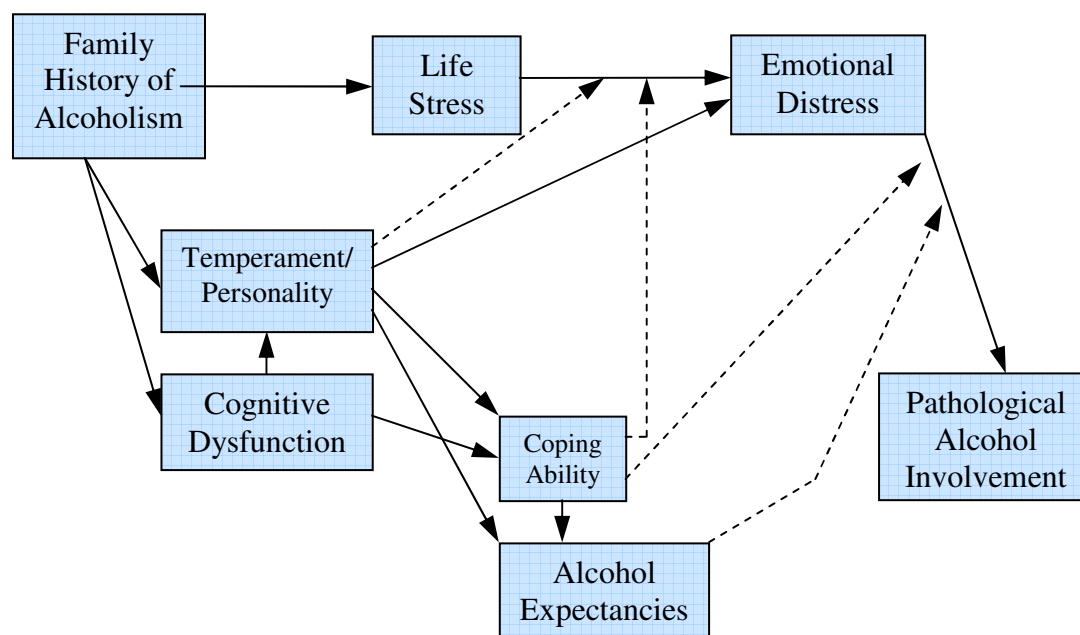 Family
History of
Alcoholism
Life
Stress
Emotional
Distress
Temperament/
Personality
Cognitive
Dysfunction
Coping
Ability
Pathological
Alcohol
Involvement
Alcohol
Expectancies